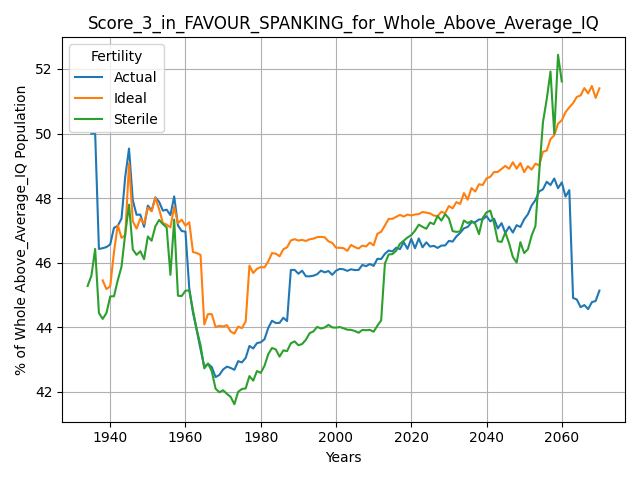 Score_3_in_FAVOUR_SPANKING_for_Whole_Above_Average_IQ
Fertility
Actual
Ideal
Sterile
% of Whole Above_Average_IQ Population
52
50
48
46
44
42
1940 1960 1980 2000 2020 2040 2060
Years